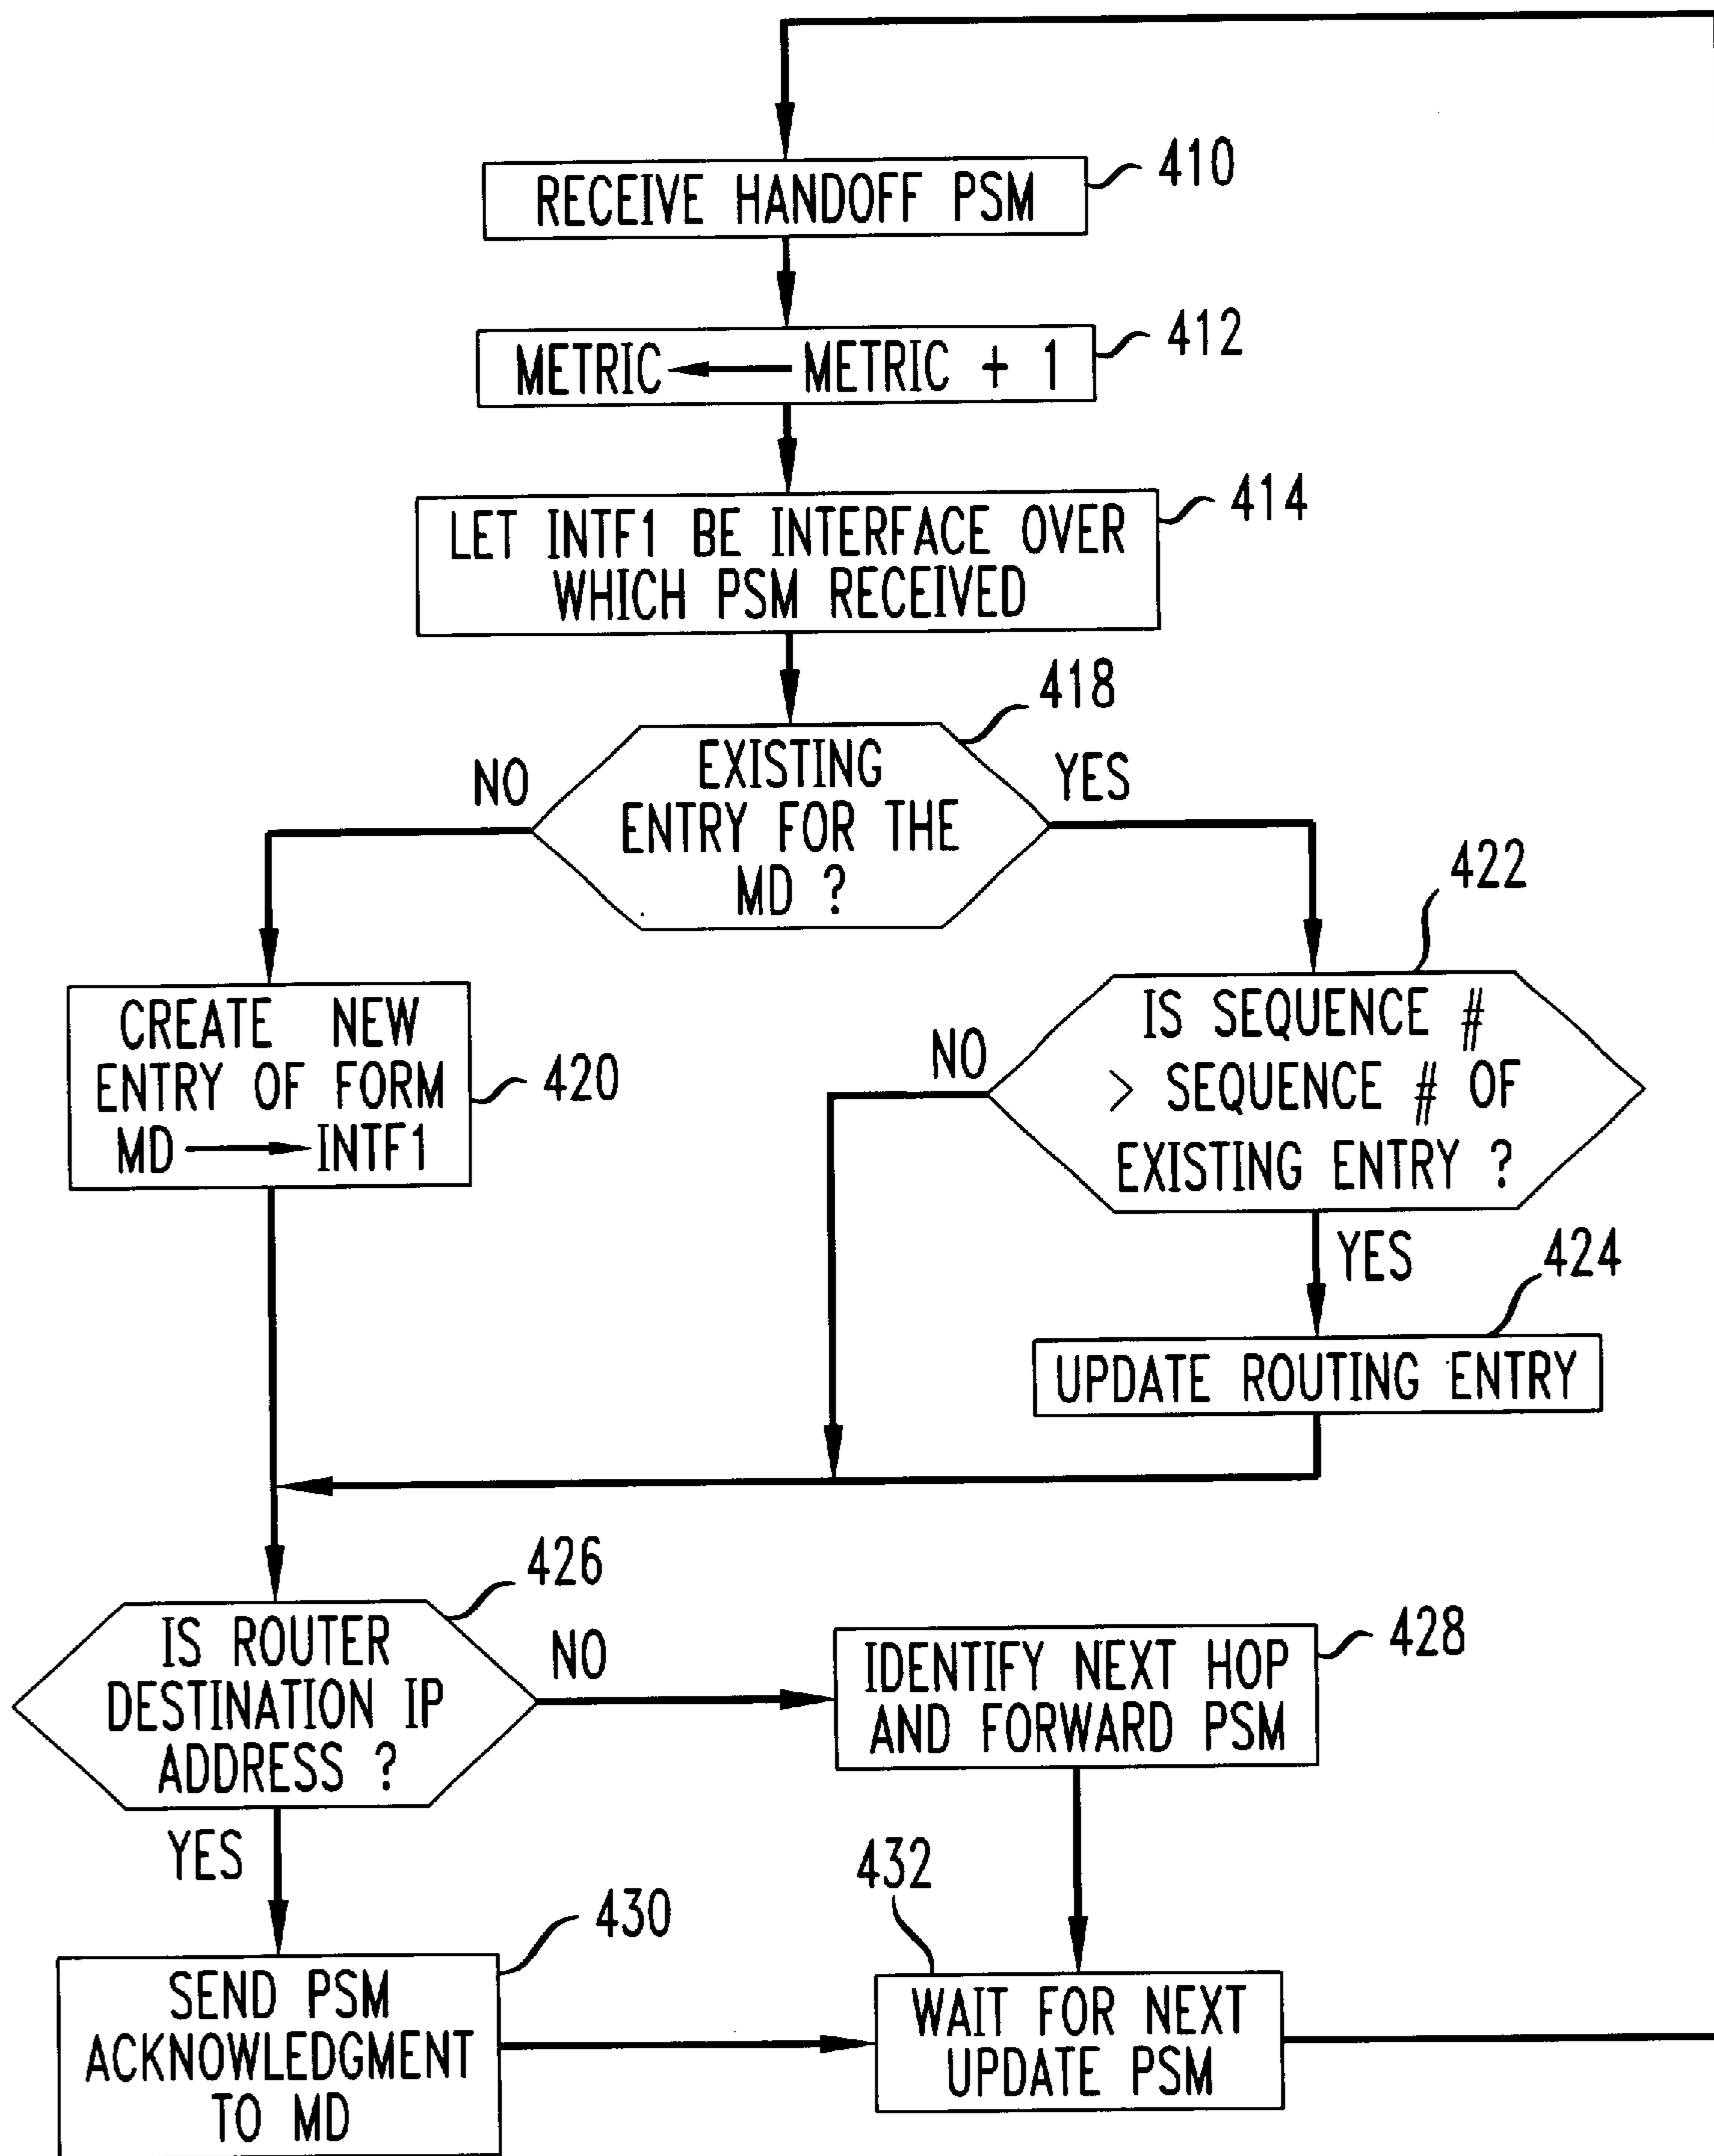 RECEIVE HANDOFF PSM
410
METRIC ← METRIC + 1
412
LET INTF1 BE INTERFACE OVER
WHICH PSM RECEIVED
414
418
NO
EXISTING
ENTRY FOR THE
MD ?
YES
422
CREATE NEW
ENTRY OF FORM
MD → INTF1
420
NO
IS SEQUENCE #
> SEQUENCE # OF
EXISTING ENTRY ?
YES
424
UPDATE ROUTING ENTRY
426
IS ROUTER
DESTINATION IP
ADDRESS ?
NO
IDENTIFY NEXT HOP
AND FORWARD PSM
428
YES
430
432
SEND PSM
ACKNOWLEDGMENT
TO MD
WAIT FOR NEXT
UPDATE PSM